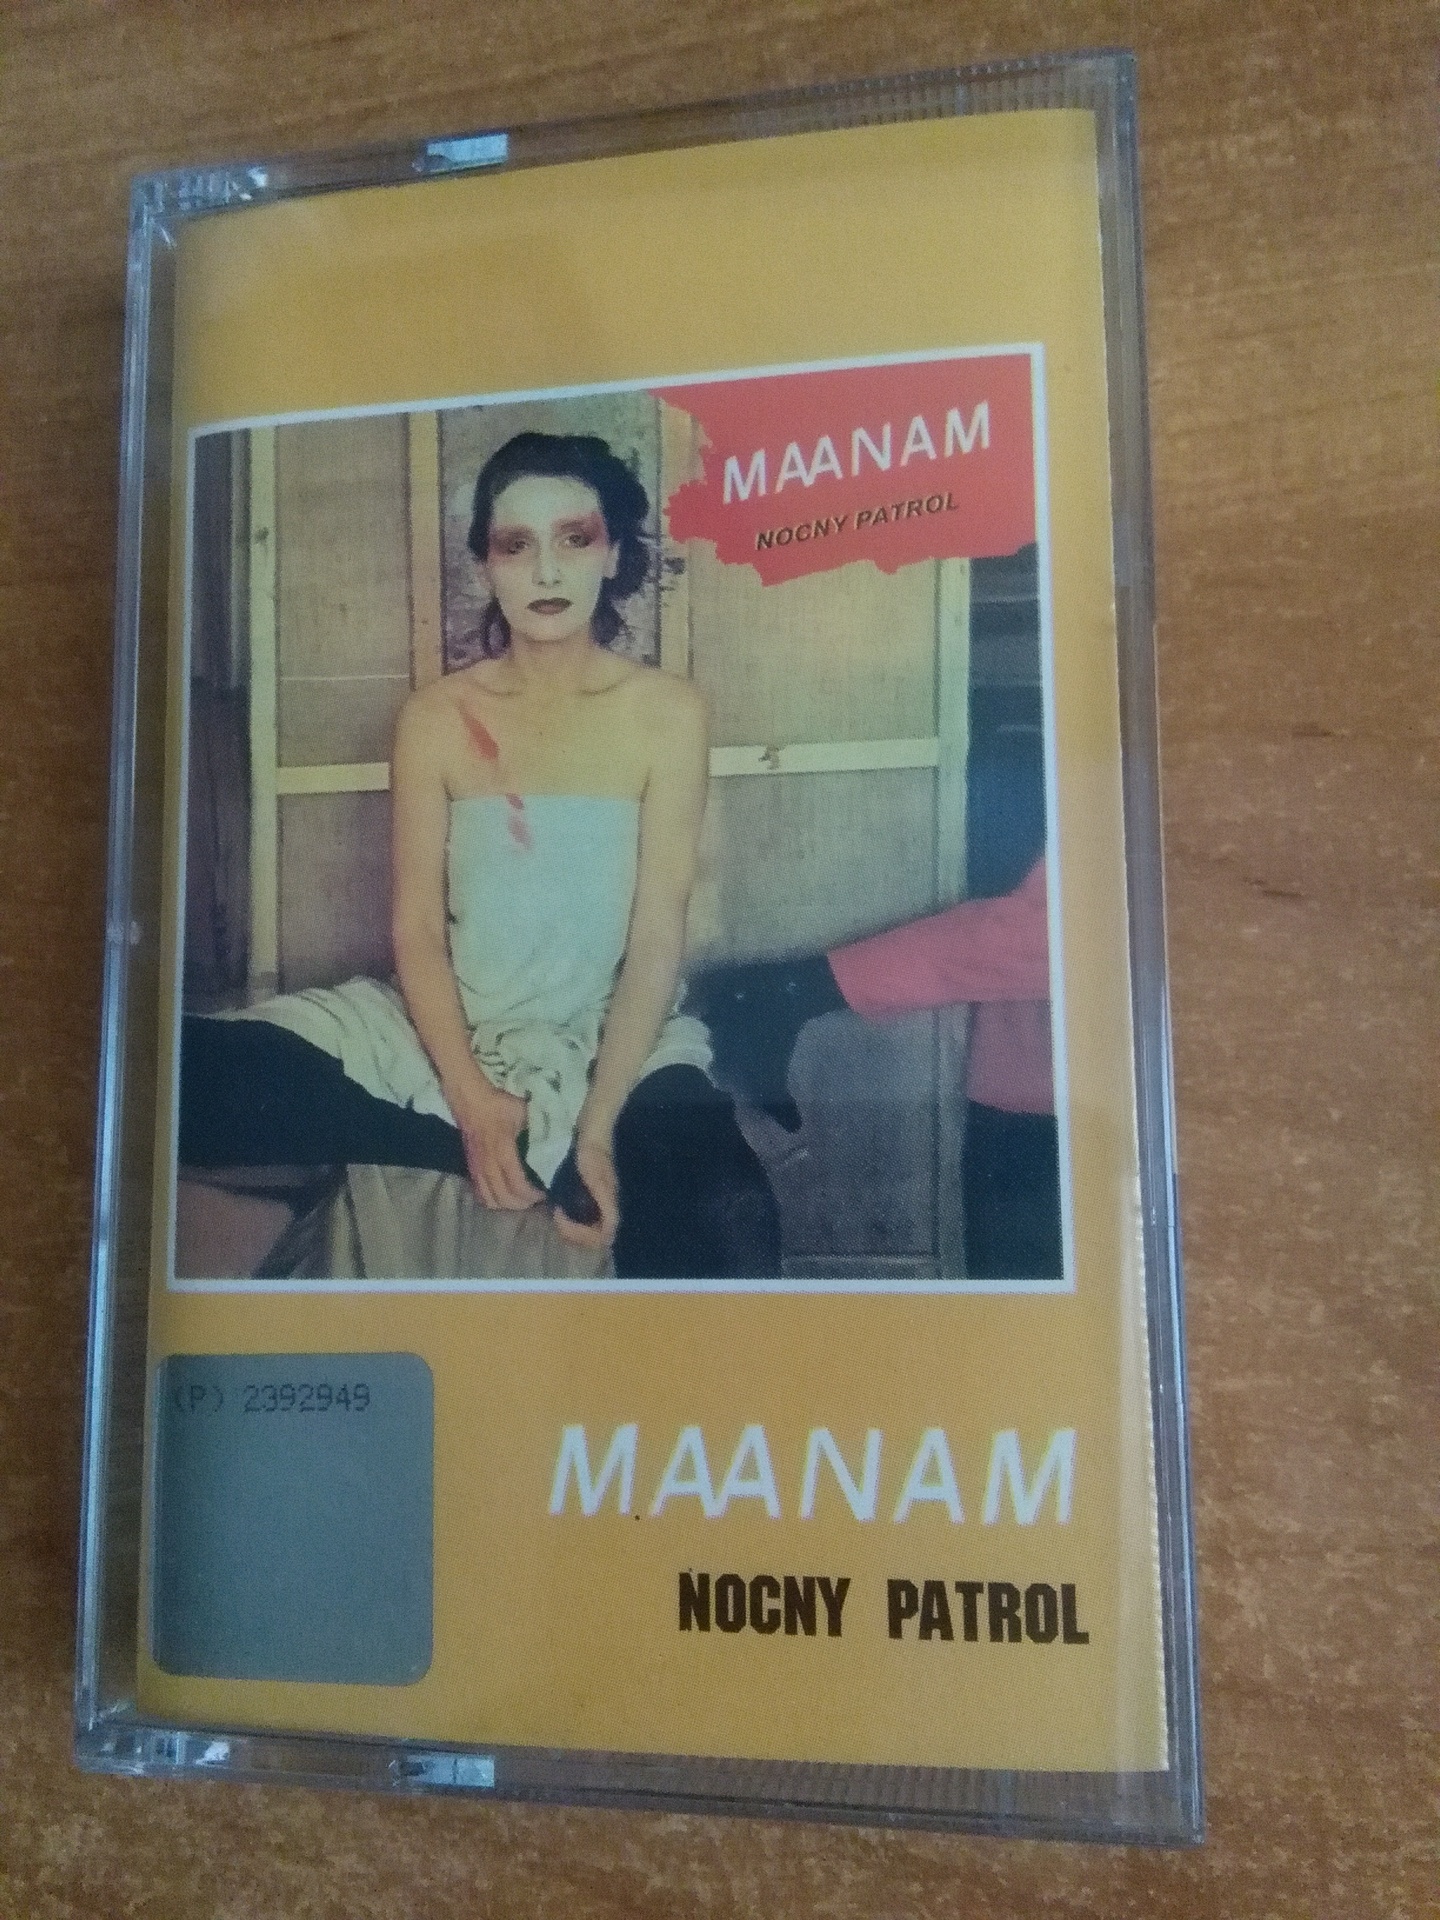 MAANAM
NOCNY PATROL
(P) 2392949
MAANAM
NOCNY PATROL